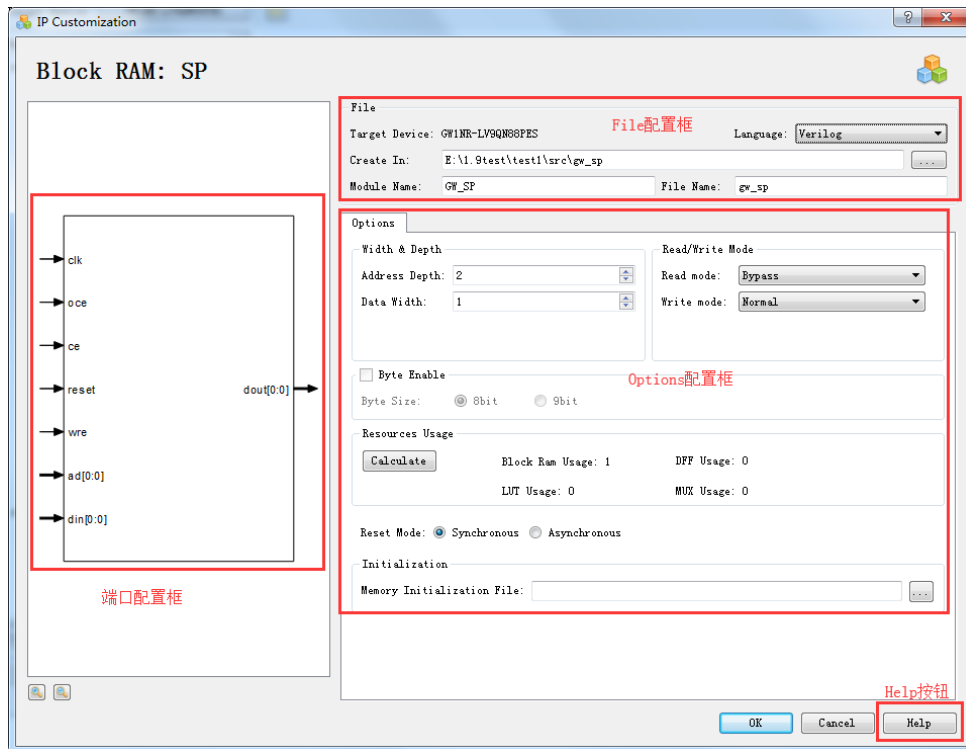 IP Customization
Block RAM: SP
File
Target Device: GW1NR-LV9QN88PES
File配置框
Language: Verilog
Create In: E:\1.9test\test1\src\gw_sp
...
Module Name: GW_SP
File Name: gw_sp
clk
oce
ce
reset
wre
ad[0:0]
din[0:0]
dout[0:0]
端口配置框
Options
Width & Depth
Address Depth: 2
Data Width: 1
Read/Write Mode
Read mode: Bypass
Write mode: Normal
Byte Enable
Options配置框
Byte Size: 8bit 9bit
Resources Usage
Calculate
Block Ram Usage: 1
DFF Usage: 0
LUT Usage: 0
MUX Usage: 0
Reset Mode: Synchronous Asynchronous
Initialization
Memory Initialization File:
...
Help按钮
OK
Cancel
Help